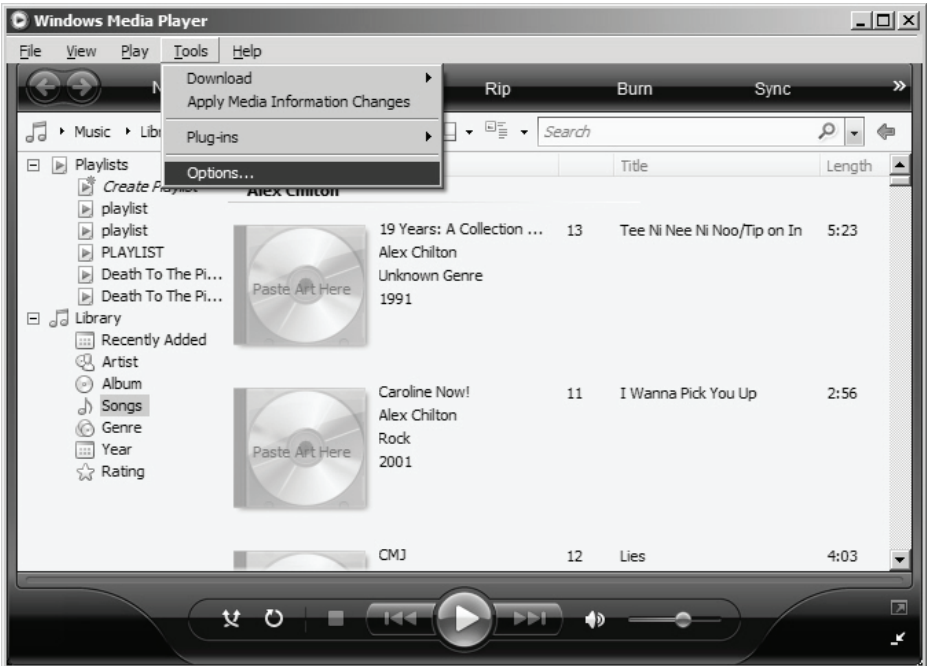 Windows Media Player
File View Play Tools Help
Download
Apply Media Information Changes
Plug-ins
Options...
Rip Burn Sync »
Music
Search
Title Length
Playlists
Create Playlist
playlist
playlist
PLAYLIST
Death To The Pi...
Death To The Pi...
Library
Recently Added
Artist
Album
Songs
Genre
Year
Rating
Alex Chilton
Paste Art Here
19 Years: A Collection ... 13 Tee Ni Nee Ni Noo/Tip on In 5:23
Alex Chilton
Unknown Genre
1991
Paste Art Here
Caroline Now! 11 I Wanna Pick You Up 2:56
Alex Chilton
Rock
2001
CMJ 12 Lies 4:03